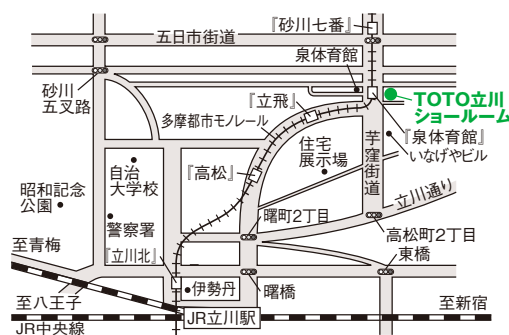 『砂川七番』
五日市街道
泉体育館
砂川
五叉路
『立飛』
TOTO立川
ショールーム
多摩都市モノレール
『泉体育館』
いなげやビル
住宅
展示場
芋窪街道
自治
大学校
『高松』
立川通り
昭和記念
公園
警察署
曙町2丁目
高松町2丁目
東橋
至青梅
『立川北』
伊勢丹
曙橋
至八王子
JR立川駅
至新宿
JR中央線